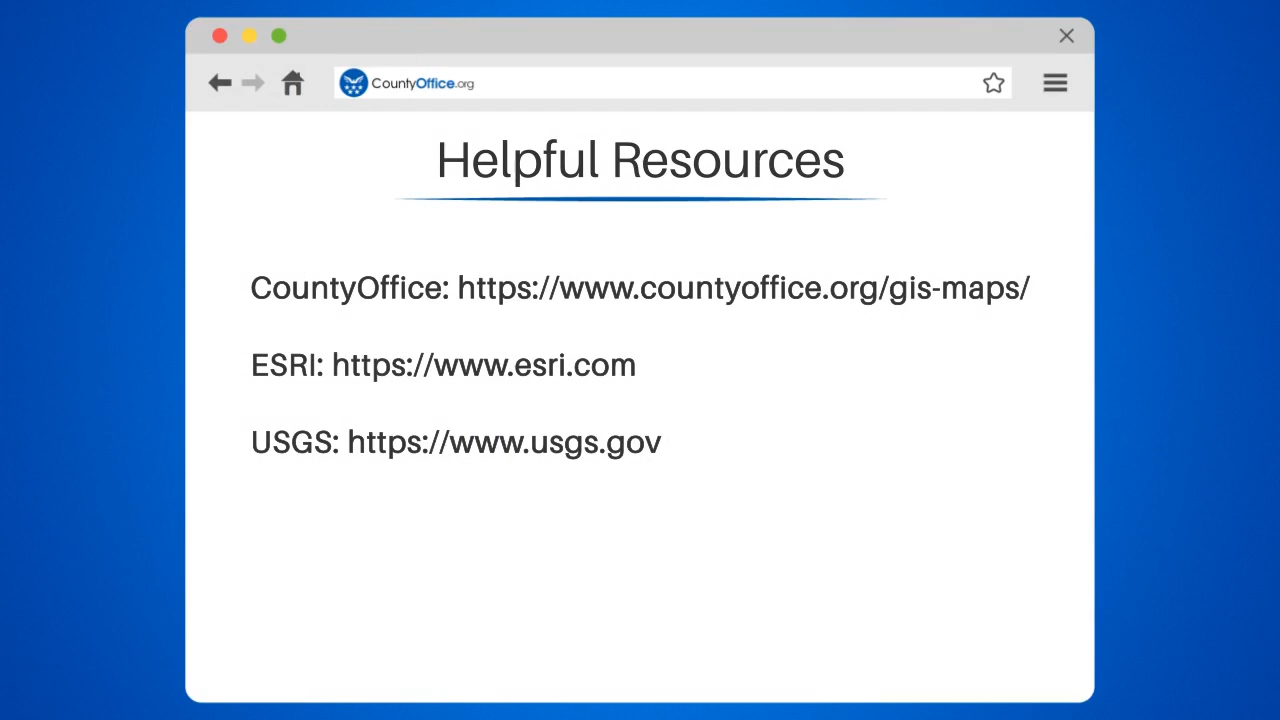 CountyOffice.org
Helpful Resources
CountyOffice: https://www.countyoffice.org/gis-maps/
ESRI: https://www.esri.com
USGS: https://www.usgs.gov